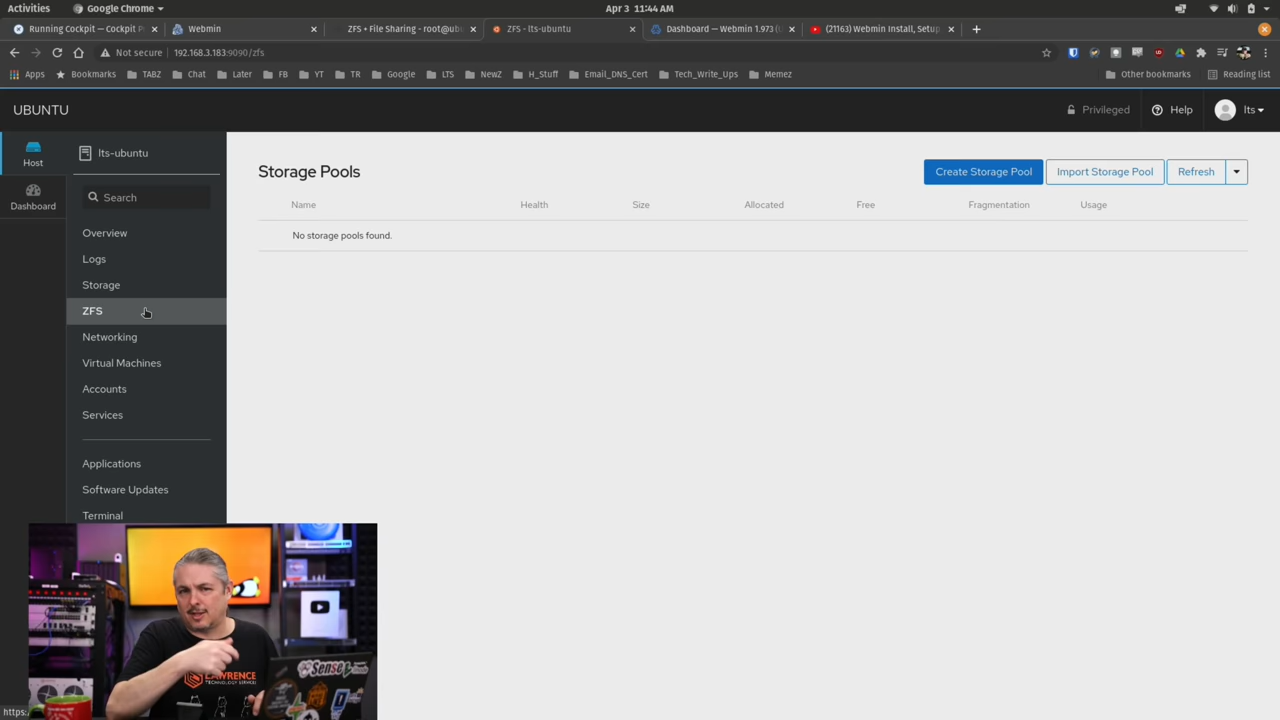 Activities
Google Chrome
Apr 3 11:44 AM
Running Cockpit — Cockpit P
Webmin
ZFS + File Sharing - root@ub
ZFS - lts-ubuntu
Dashboard — Webmin 1.973 (
(21163) Webmin Install, Setu
Not secure
192.168.3.183:9090/zfs
Apps
Bookmarks
TABZ
Chat
Later
FB
YT
TR
Google
LTS
NewZ
H_Stuff
Email_DNS_Cert
Tech_Write_Ups
Memez
Other bookmarks
Reading list
UBUNTU
Privileged
Help
lts
Host
Dashboard
lts-ubuntu
Search
Overview
Logs
Storage
ZFS
Networking
Virtual Machines
Accounts
Services
Applications
Software Updates
Terminal
Storage Pools
Create Storage Pool
Import Storage Pool
Refresh
Name Health Size Allocated Free Fragmentation Usage
No storage pools found.
LAWRENCE
TECHNOLOGY SERVICES
Sense
https: